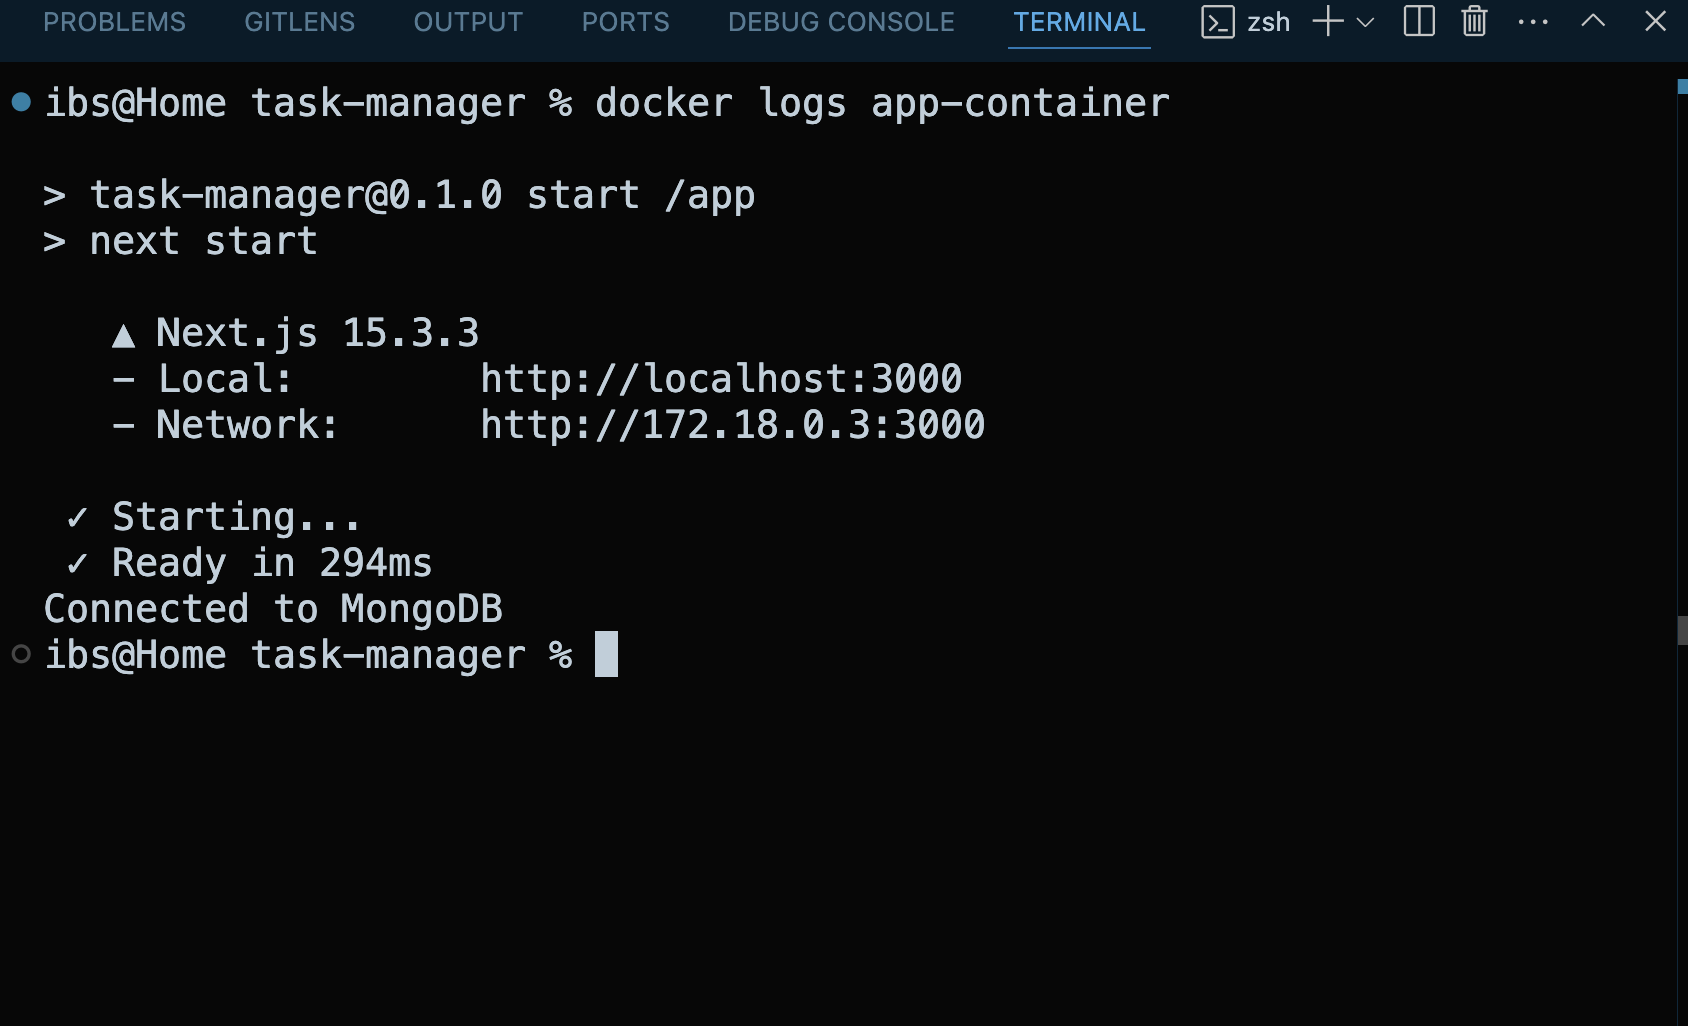 PROBLEMS GITLENS OUTPUT PORTS DEBUG CONSOLE TERMINAL zsh
ibs@Home task-manager % docker logs app-container
> task-manager@0.1.0 start /app
> next start
▲ Next.js 15.3.3
- Local: http://localhost:3000
- Network: http://172.18.0.3:3000
✓ Starting...
✓ Ready in 294ms
Connected to MongoDB
ibs@Home task-manager %